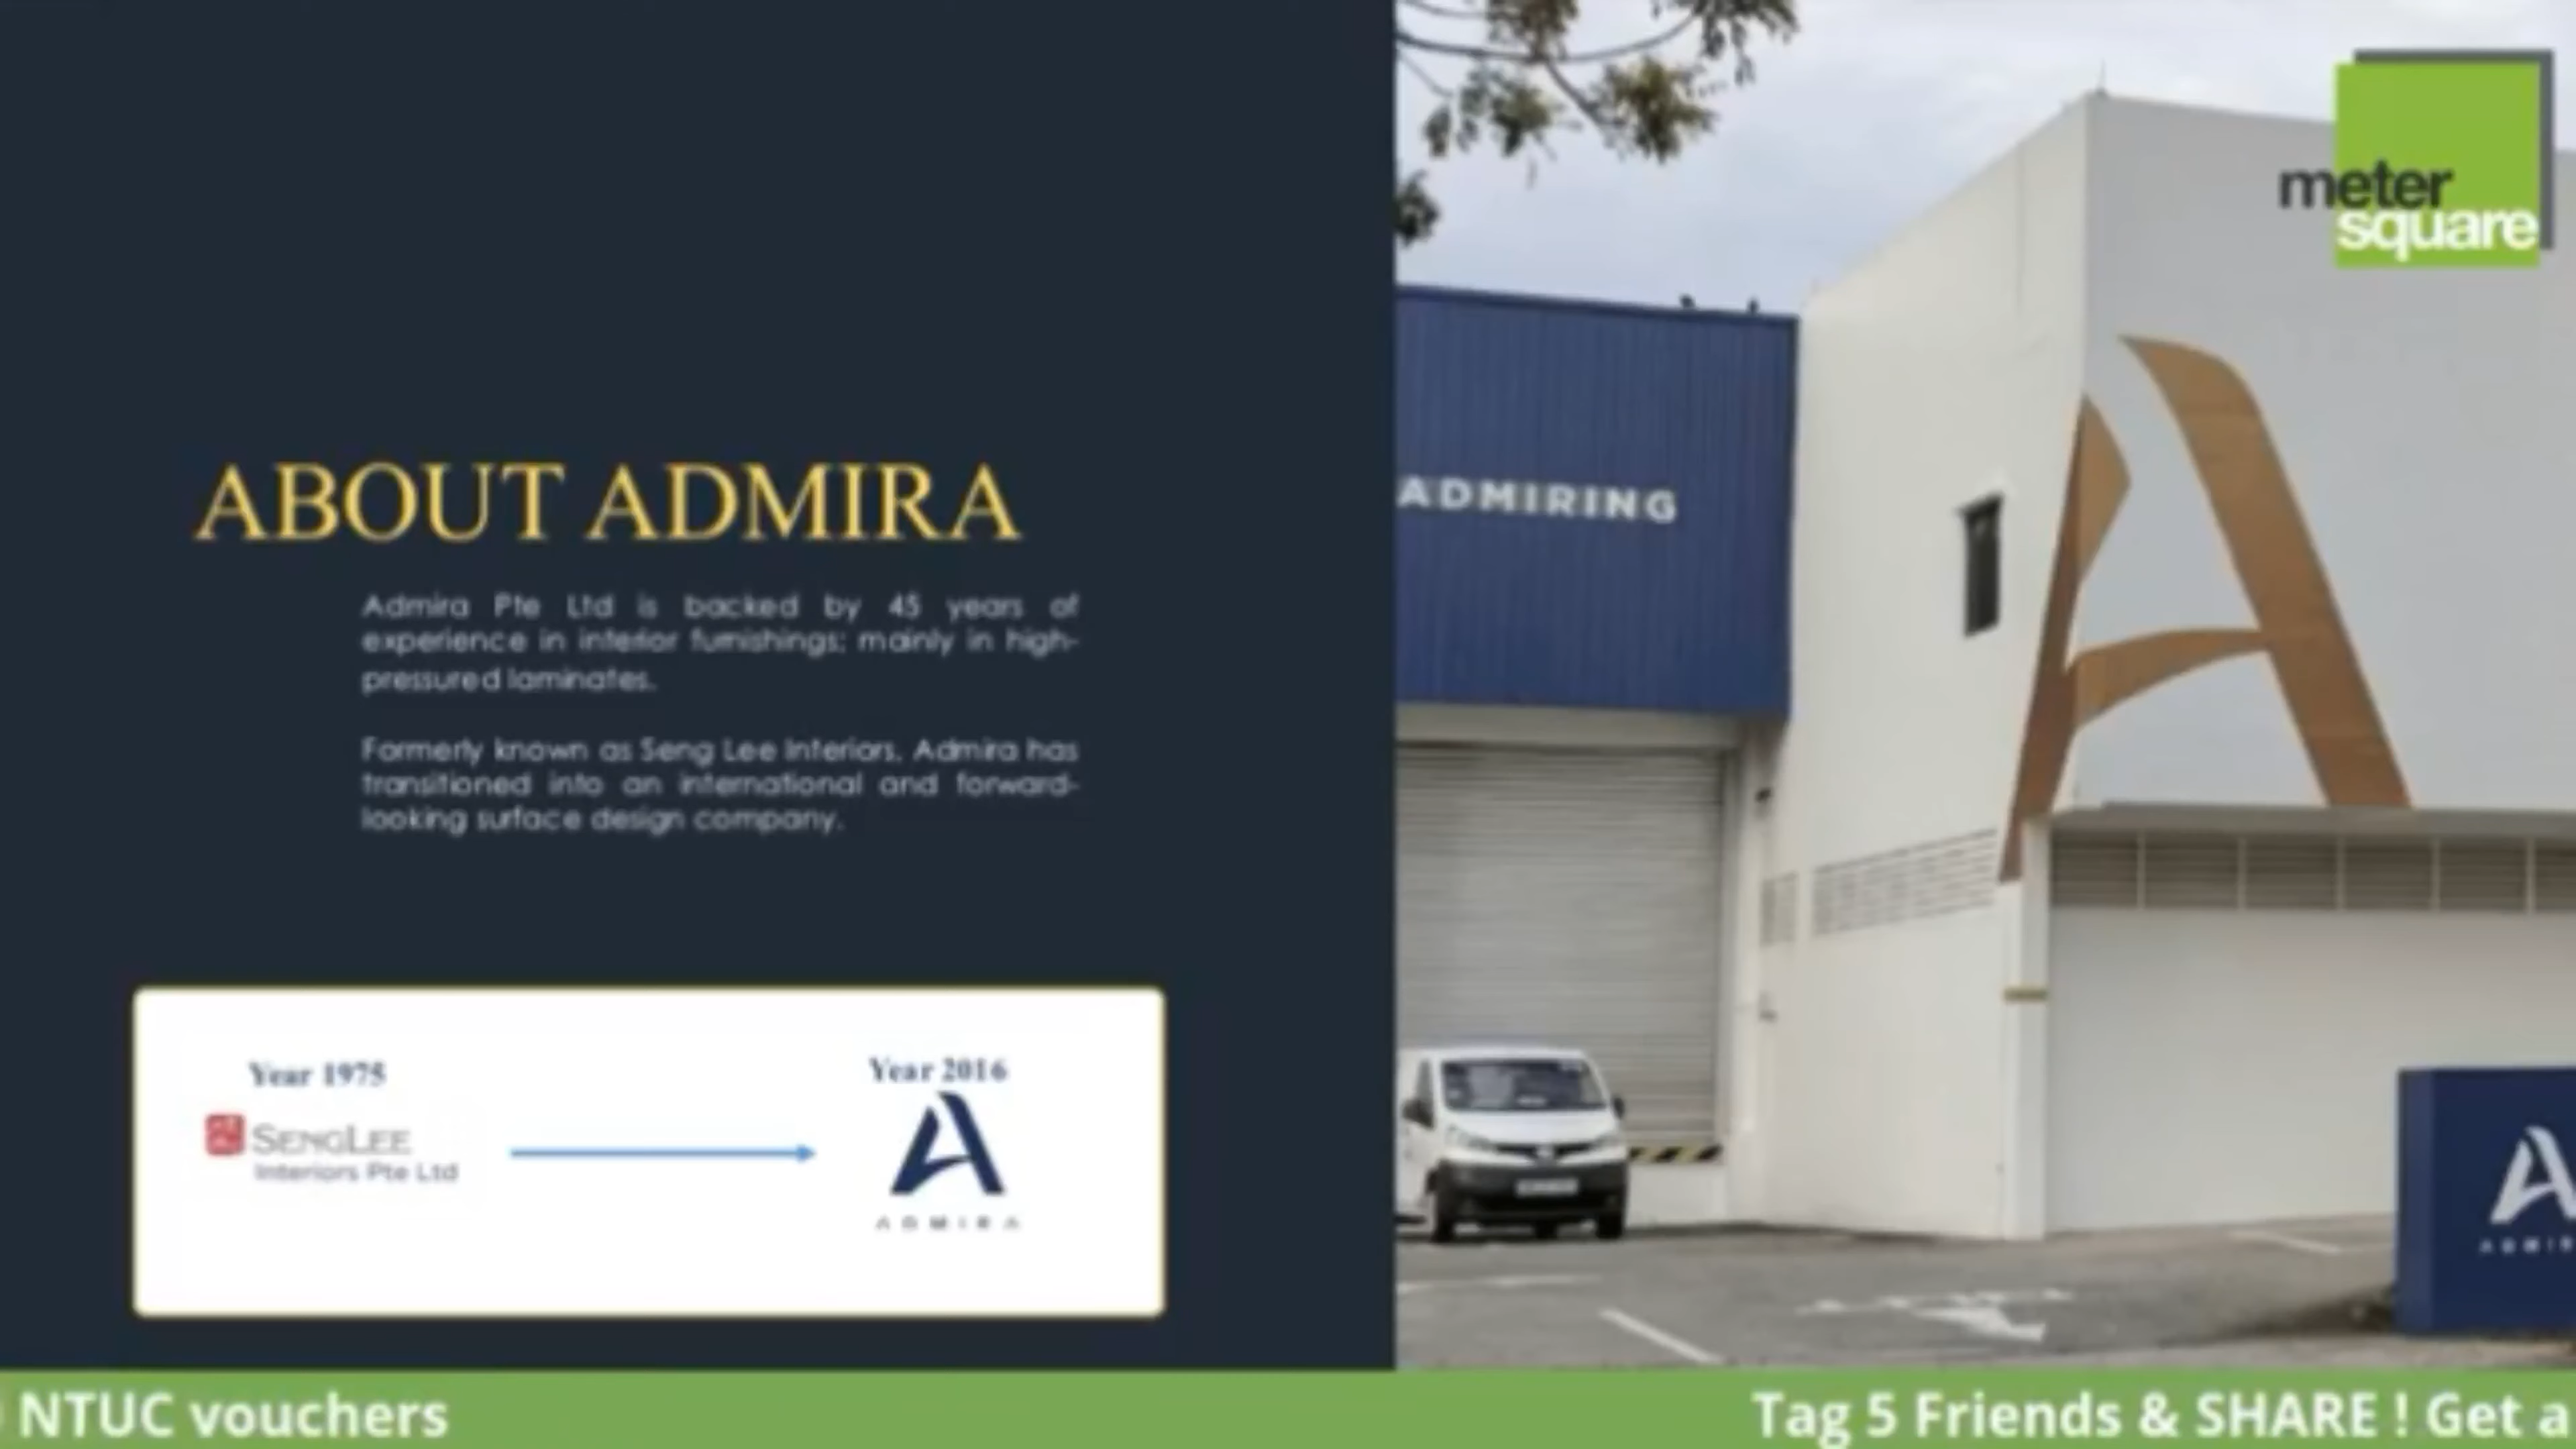 meter
square
ADMIRING
ABOUT ADMIRA
Admira Pte Ltd is backed by 45 years of
experience in interior furnishings; mainly in high-
pressured laminates.
Formerly known as Seng Lee Interiors, Admira has
transitioned into an international and forward-
looking surface design company.
Year 1975
SENGLEE
Interiors Pte Ltd
Year 2016
ADMIRA
NTUC vouchers
Tag 5 Friends & SHARE ! Get a